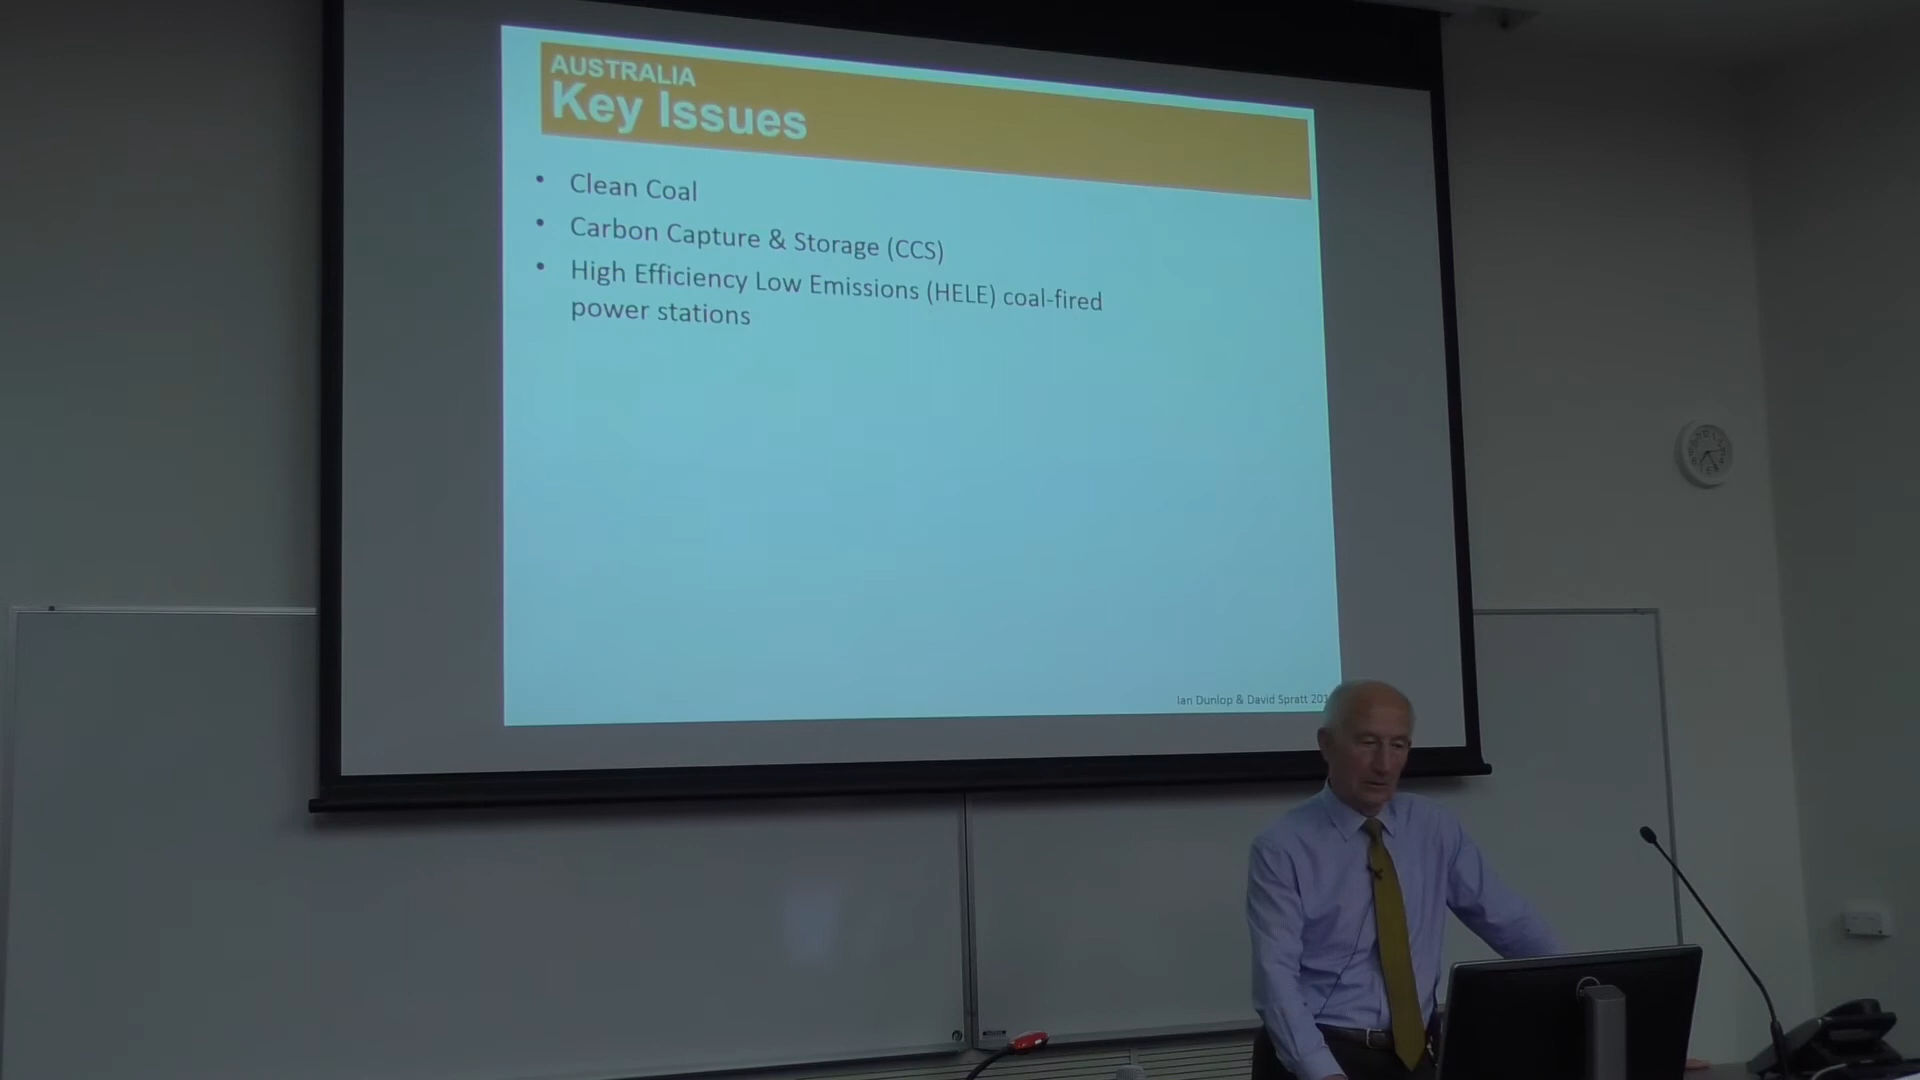 AUSTRALIA
Key Issues
• Clean Coal
• Carbon Capture & Storage (CCS)
• High Efficiency Low Emissions (HELE) coal-fired
power stations
Ian Dunlop & David Spratt 201